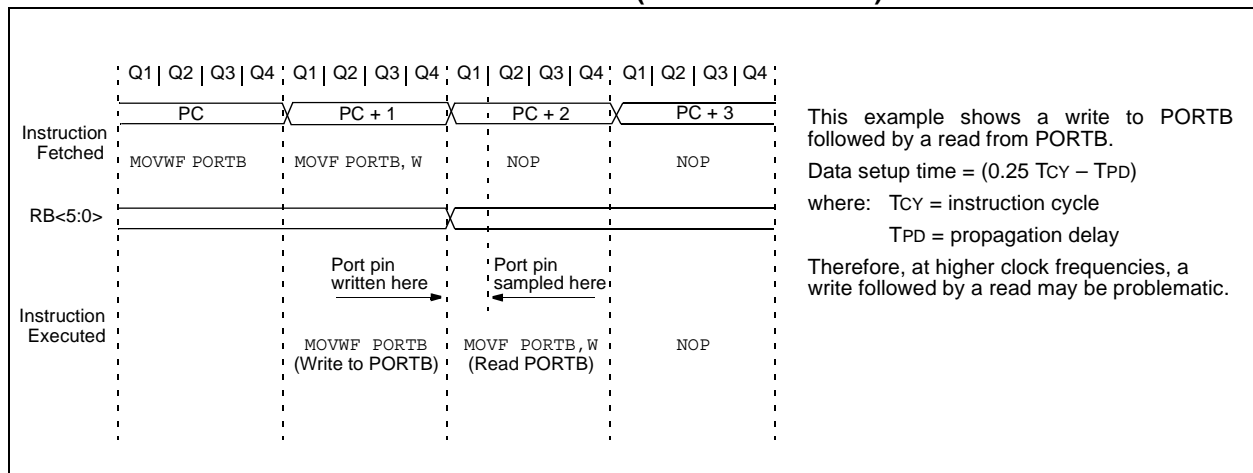 Q1 | Q2 | Q3 | Q4 Q1 | Q2 | Q3 | Q4 Q1 | Q2 | Q3 | Q4 Q1 | Q2 | Q3 | Q4
PC PC + 1 PC + 2 PC + 3
Instruction
Fetched
MOVWF PORTB MOVF PORTB, W NOP NOP
RB<5:0>
Port pin
written here
Port pin
sampled here
Instruction
Executed
MOVWF PORTB MOVF PORTB,W NOP
(Write to PORTB) (Read PORTB)
This example shows a write to PORTB
followed by a read from PORTB.
Data setup time = (0.25 TCY – TPD)
where: TCY = instruction cycle
TPD = propagation delay
Therefore, at higher clock frequencies, a
write followed by a read may be problematic.